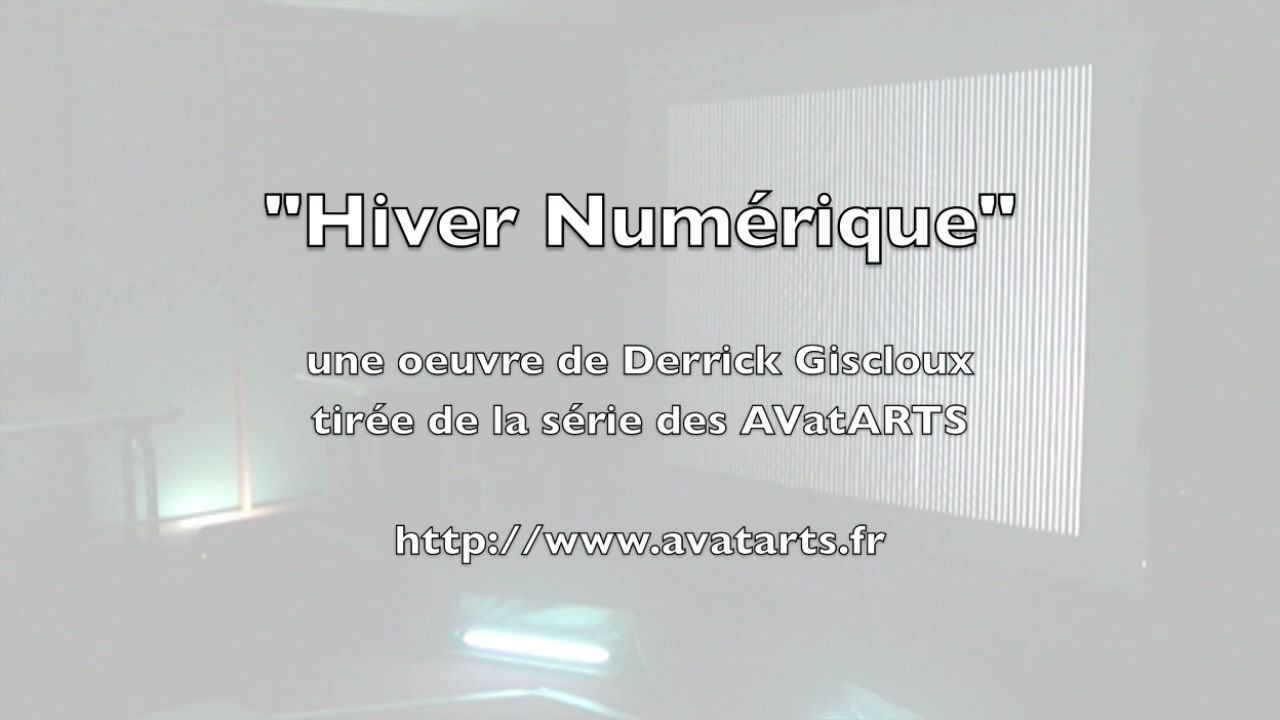 "Hiver Numérique"
une oeuvre de Derrick Giscloux
tirée de la série des AVatARTS
http://www.avatarts.fr